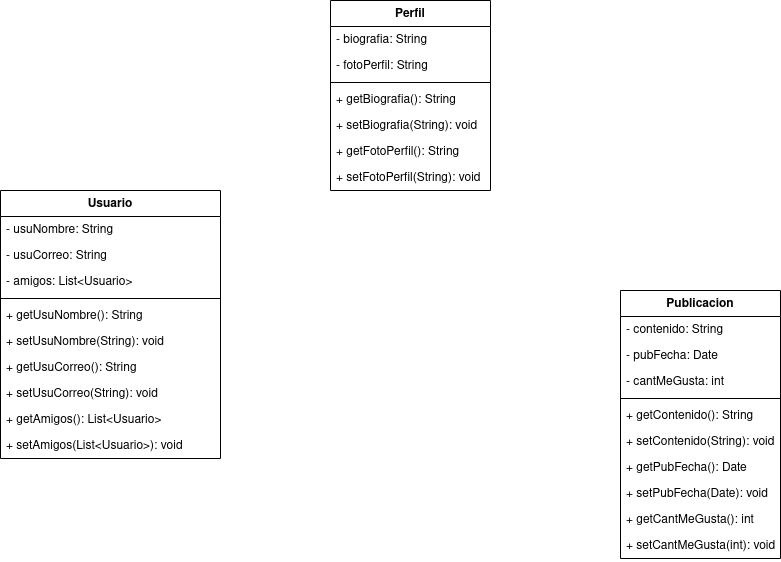 Perfil
- biografia: String
- fotoPerfil: String
+ getBiografia(): String
+ setBiografia(String): void
+ getFotoPerfil(): String
+ setFotoPerfil(String): void
Usuario
- usuNombre: String
- usuCorreo: String
- amigos: List<Usuario>
+ getUsuNombre(): String
+ setUsuNombre(String): void
+ getUsuCorreo(): String
+ setUsuCorreo(String): void
+ getAmigos(): List<Usuario>
+ setAmigos(List<Usuario>): void
Publicacion
- contenido: String
- pubFecha: Date
- cantMeGusta: int
+ getContenido(): String
+ setContenido(String): void
+ getPubFecha(): Date
+ setPubFecha(Date): void
+ getCantMeGusta(): int
+ setCantMeGusta(int): void